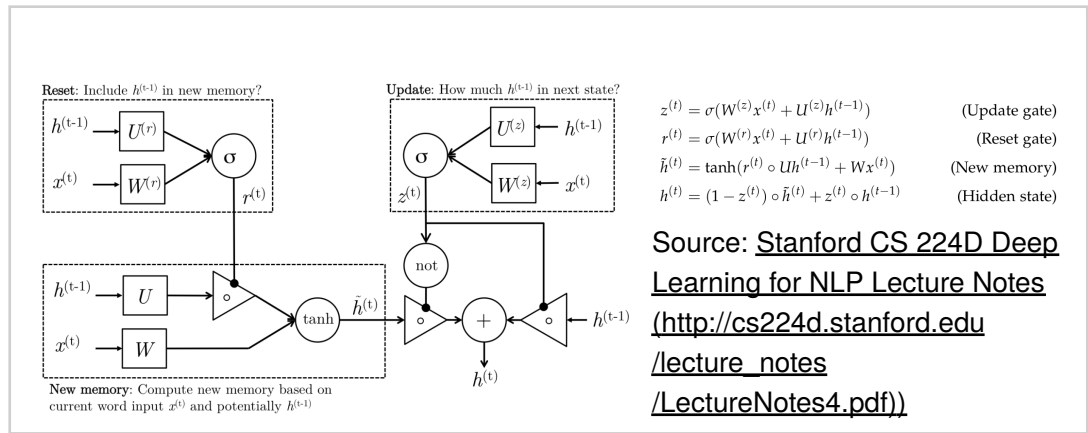 Reset: Include h^(t-1) in new memory?
h^(t-1)
U^(r)
x^(t)
W^(r)
σ
r^(t)
Update: How much h^(t-1) in next state?
σ
U^(z)
h^(t-1)
W^(z)
x^(t)
z^(t)
not
h^(t-1)
U
∘
x^(t)
W
tanh
h̃^(t)
∘
+
∘
h^(t-1)
h^(t)
New memory: Compute new memory based on
current word input x^(t) and potentially h^(t-1)
z^(t) = σ(W^(z)x^(t) + U^(z)h^(t−1)) (Update gate)
r^(t) = σ(W^(r)x^(t) + U^(r)h^(t−1)) (Reset gate)
h̃^(t) = tanh(r^(t) ∘ Uh^(t−1) + Wx^(t)) (New memory)
h^(t) = (1 − z^(t)) ∘ h̃^(t) + z^(t) ∘ h^(t−1) (Hidden state)
Source: Stanford CS 224D Deep
Learning for NLP Lecture Notes
(http://cs224d.stanford.edu
/lecture_notes
/LectureNotes4.pdf))